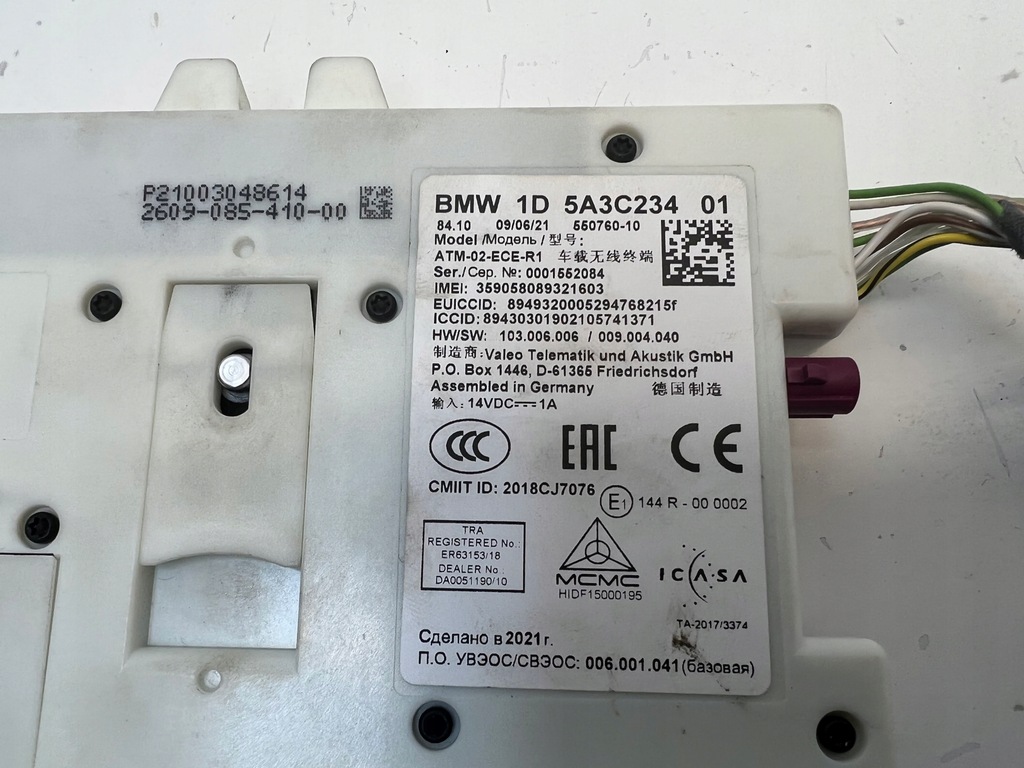 P21003048614
2609-085-410-00
BMW 1D 5A3C234 01
84.10 09/06/21 550760-10
Model /Модель / 型号:
ATM-02-ECE-R1 车载无线终端
Ser./Сер. №: 0001552084
IMEI: 359058089321603
EUICCID: 8949320005294768215f
ICCID: 89430301902105741371
HW/SW: 103.006.006 / 009.004.040
制造商: Valeo Telematik und Akustik GmbH
P.O. Box 1446, D-61365 Friedrichsdorf
Assembled in Germany 德国制造
输入: 14VDC 1A
CCC EAC CE
CMIIT ID: 2018CJ7076
E1 144 R - 00 0002
TRA
REGISTERED No.:
ER63153/18
DEALER No.:
DA0051190/10
MCMC
HIDF15000195
ICASA
TA-2017/3374
Сделано в 2021 г.
П.О. УВЭОС/СВЭОС: 006.001.041 (базовая)